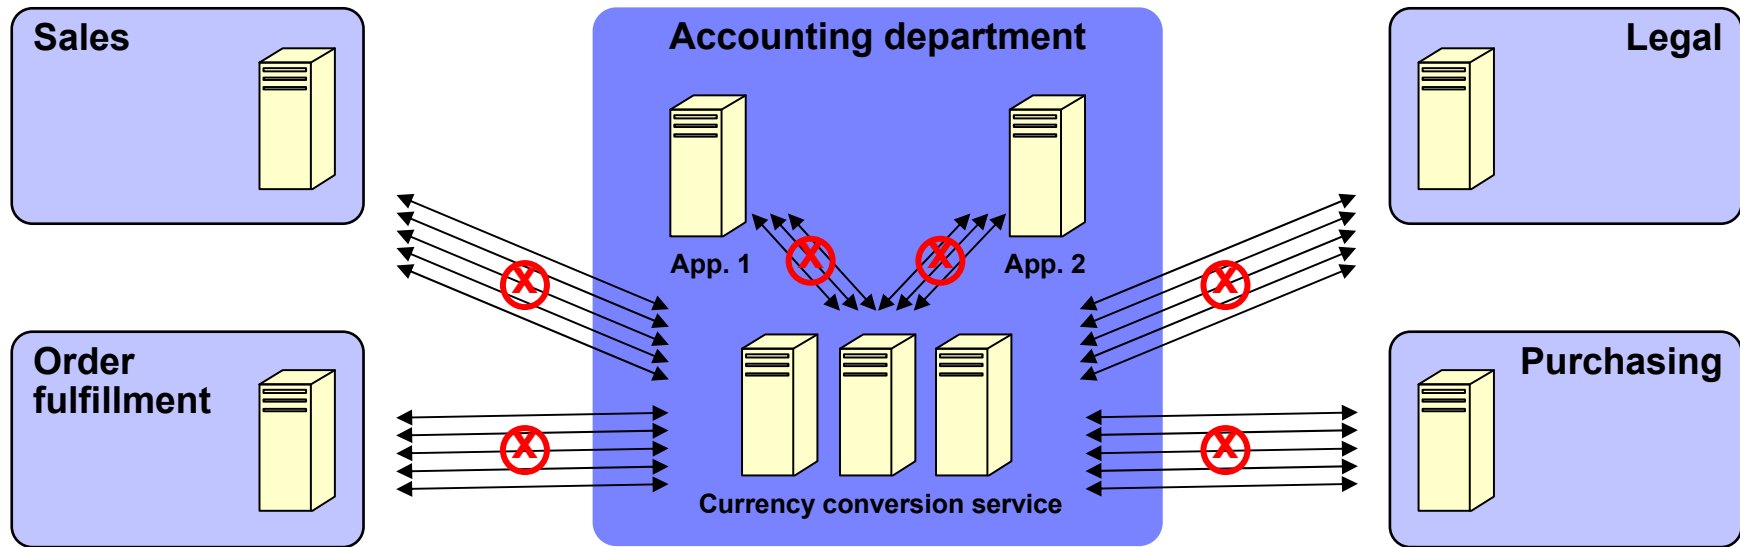 Sales
Accounting department
Legal
App. 1
App. 2
X
X
X
X
Order
fulfillment
Purchasing
X
X
Currency conversion service